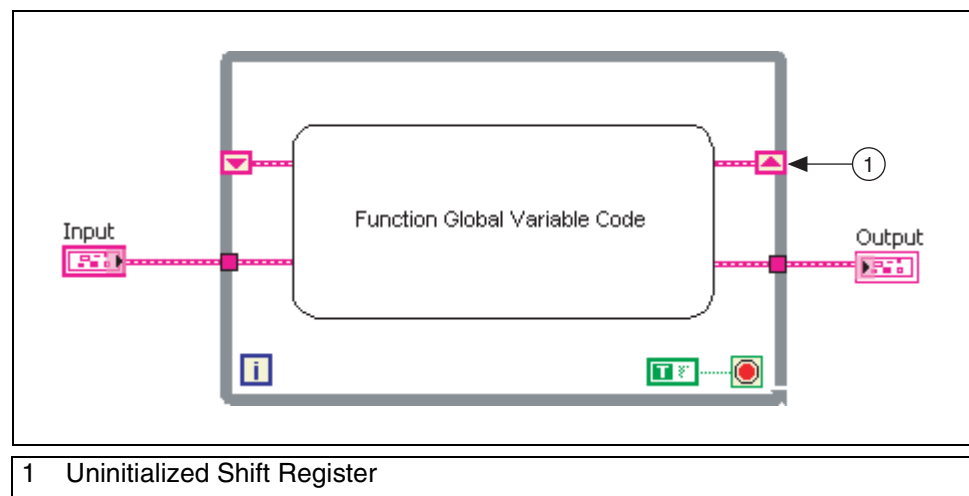 1
Function Global Variable Code
Input
Output
i
T F
1 Uninitialized Shift Register